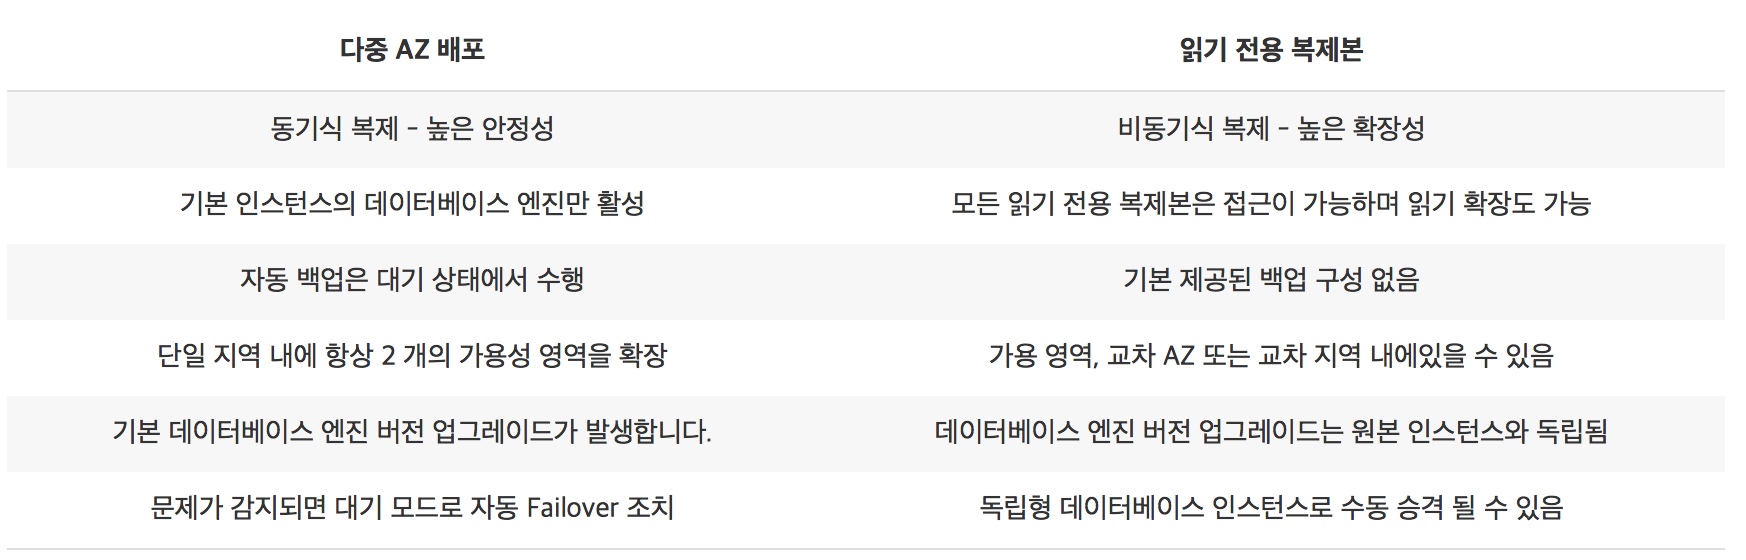 다중 AZ 배포 읽기 전용 복제본
동기식 복제 – 높은 안정성 비동기식 복제 – 높은 확장성
기본 인스턴스의 데이터베이스 엔진만 활성 모든 읽기 전용 복제본은 접근이 가능하며 읽기 확장도 가능
자동 백업은 대기 상태에서 수행 기본 제공된 백업 구성 없음
단일 지역 내에 항상 2 개의 가용성 영역을 확장 가용 영역, 교차 AZ 또는 교차 지역 내에있을 수 있음
기본 데이터베이스 엔진 버전 업그레이드가 발생합니다. 데이터베이스 엔진 버전 업그레이드는 원본 인스턴스와 독립됨
문제가 감지되면 대기 모드로 자동 Failover 조치 독립형 데이터베이스 인스턴스로 수동 승격 될 수 있음